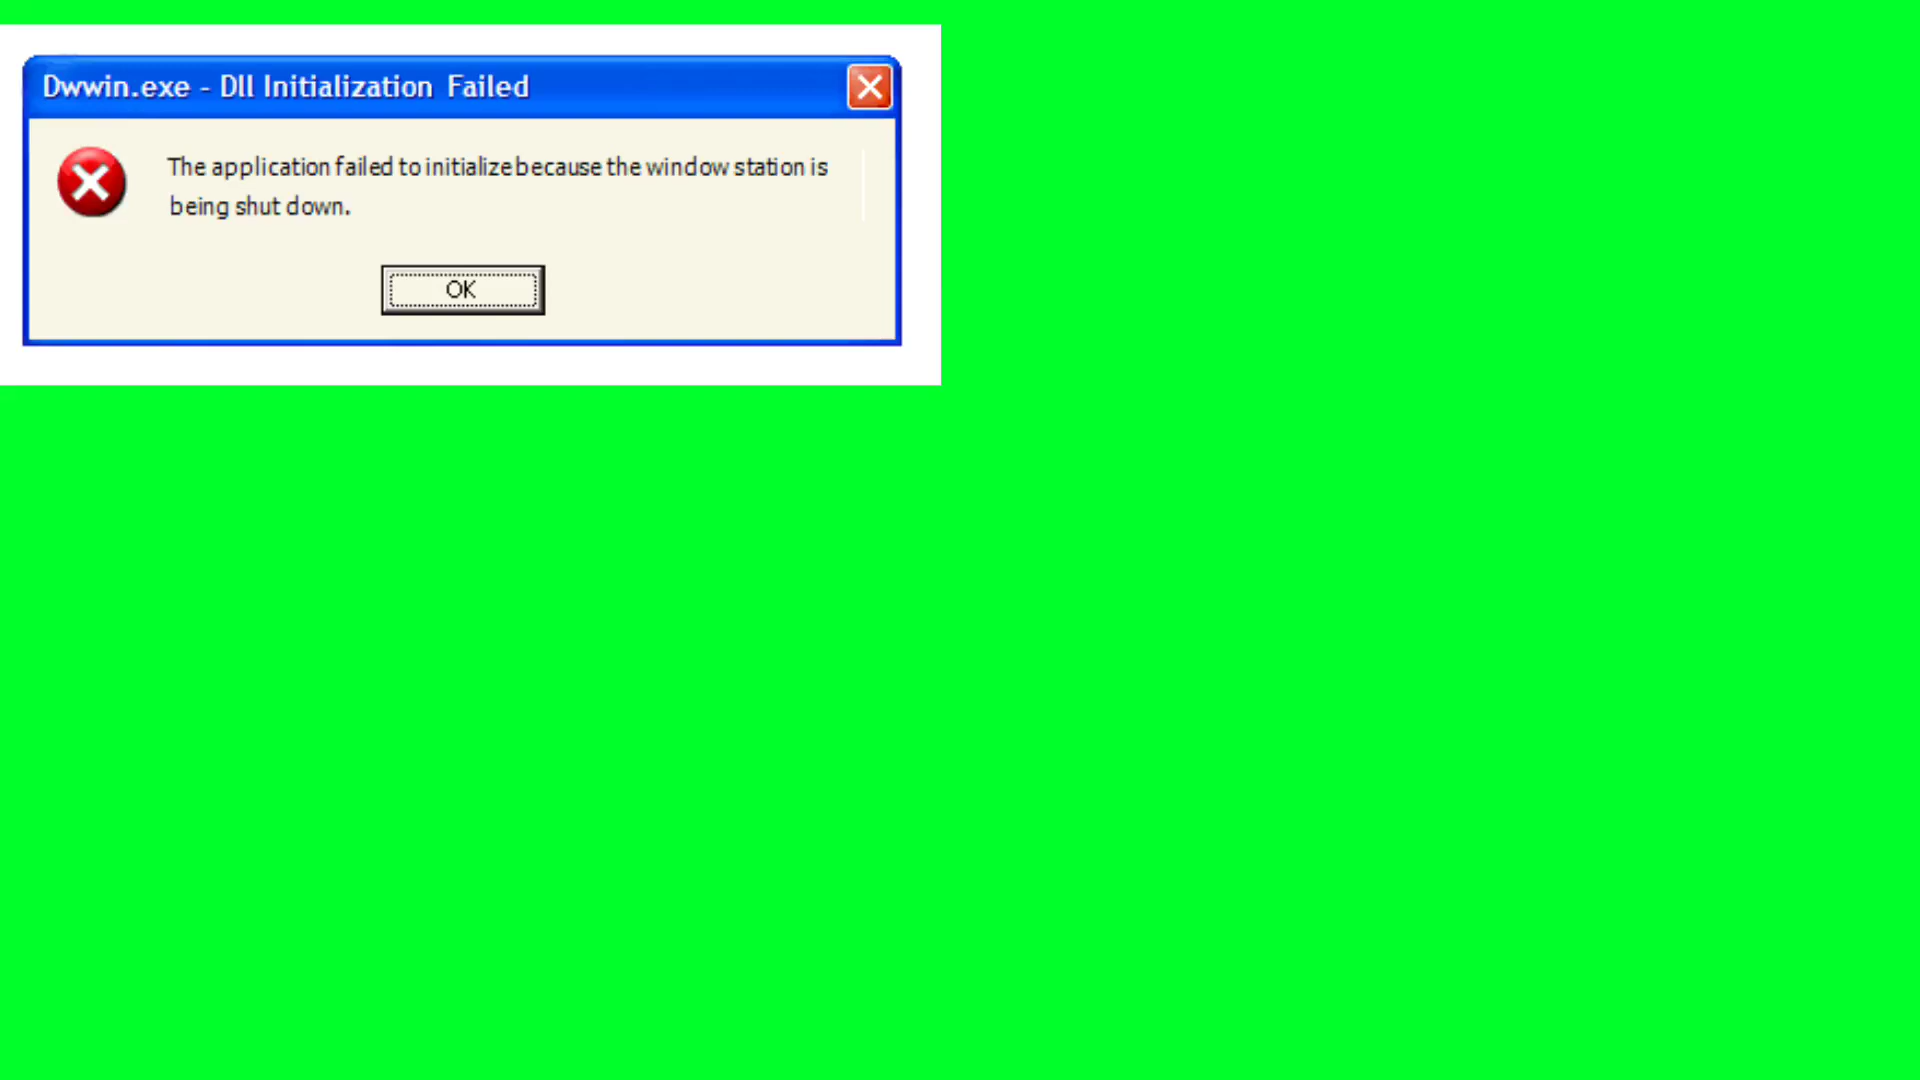 Dwwin.exe - Dll Initialization Failed
The application failed to initialize because the window station is
being shut down.
OK